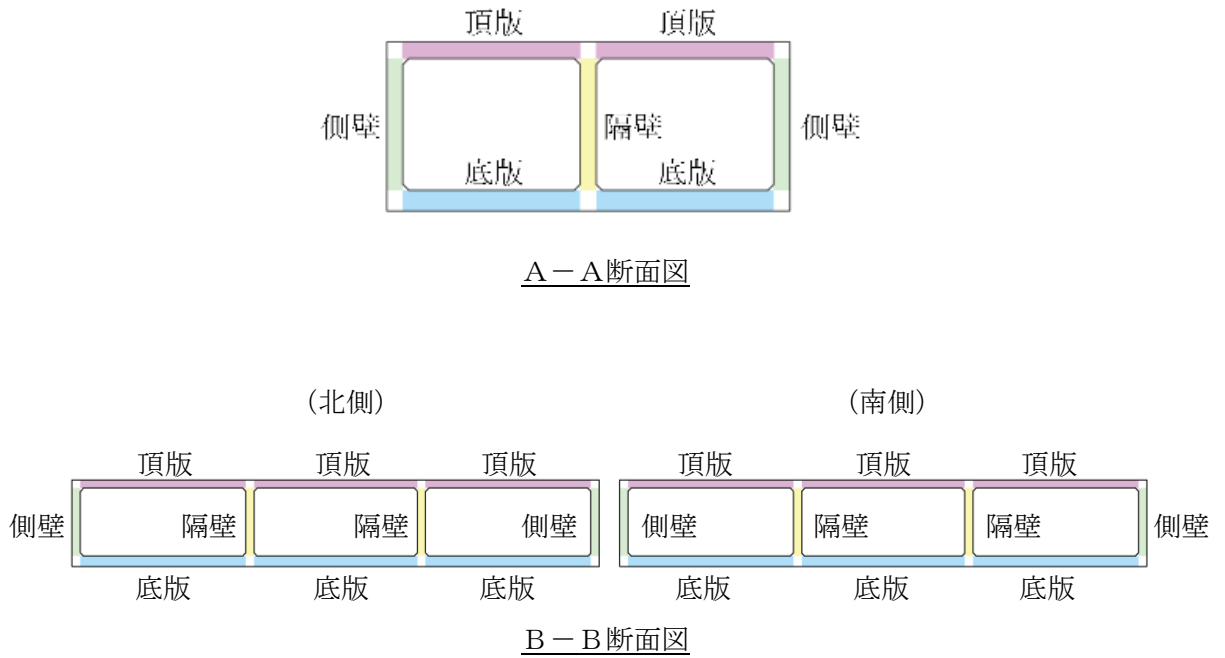 頂版 頂版
側壁 隔壁 側壁
底版 底版
A-A断面図
(北側) (南側)
頂版 頂版 頂版 頂版 頂版 頂版
側壁 隔壁 隔壁 側壁 側壁 隔壁 隔壁 側壁
底版 底版 底版 底版 底版 底版
B-B断面図